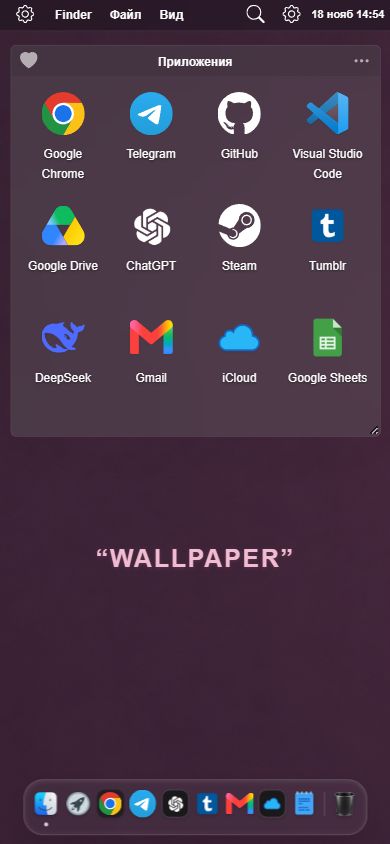 Finder Файл Вид 18 нояб 14:54
Приложения
Google Chrome
Telegram
GitHub
Visual Studio Code
Google Drive
ChatGPT
Steam
Tumblr
DeepSeek
Gmail
iCloud
Google Sheets
“WALLPAPER”